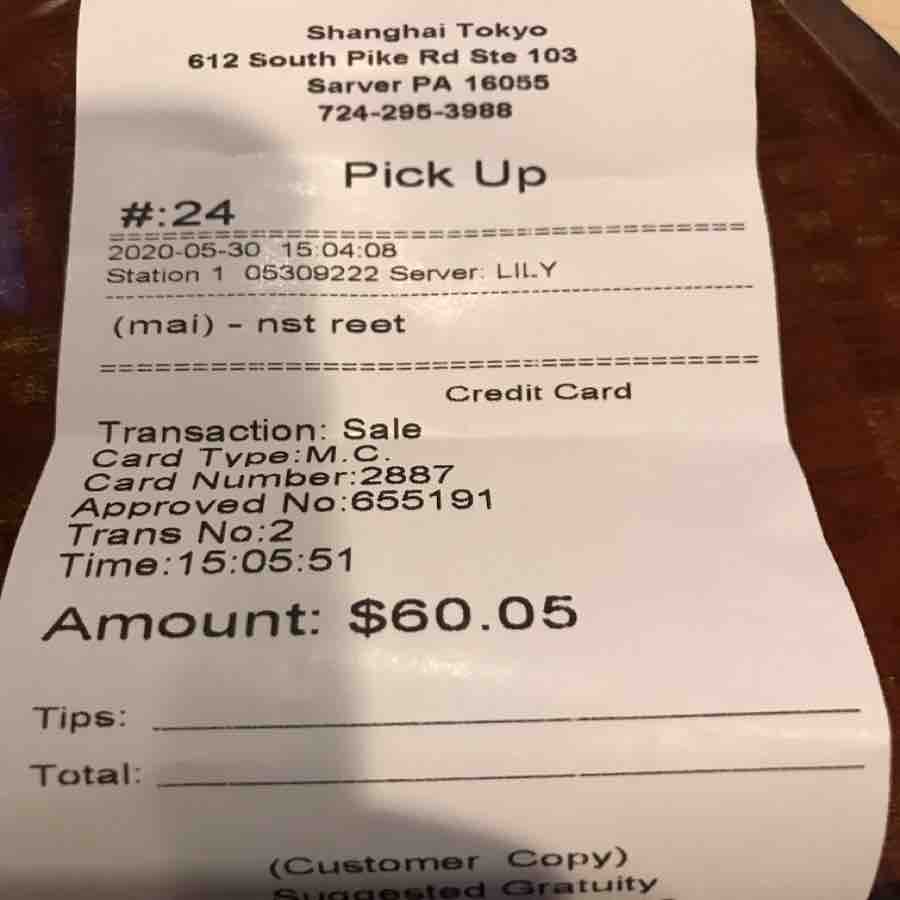 Shanghai Tokyo
612 South Pike Rd Ste 103
Sarver PA 16055
724-295-3988
Pick Up
#:24
================================================
2020-05-30 15:04:08
Station 1 05309222 Server: LILY
----------------------------------------------------------------
(mai) - nst reet
================================================
Credit Card
Transaction: Sale
Card Type:M.C.
Card Number:2887
Approved No:655191
Trans No:2
Time:15:05:51
Amount: $60.05
Tips:
Total:
(Customer Copy)
Suggested Gratuity